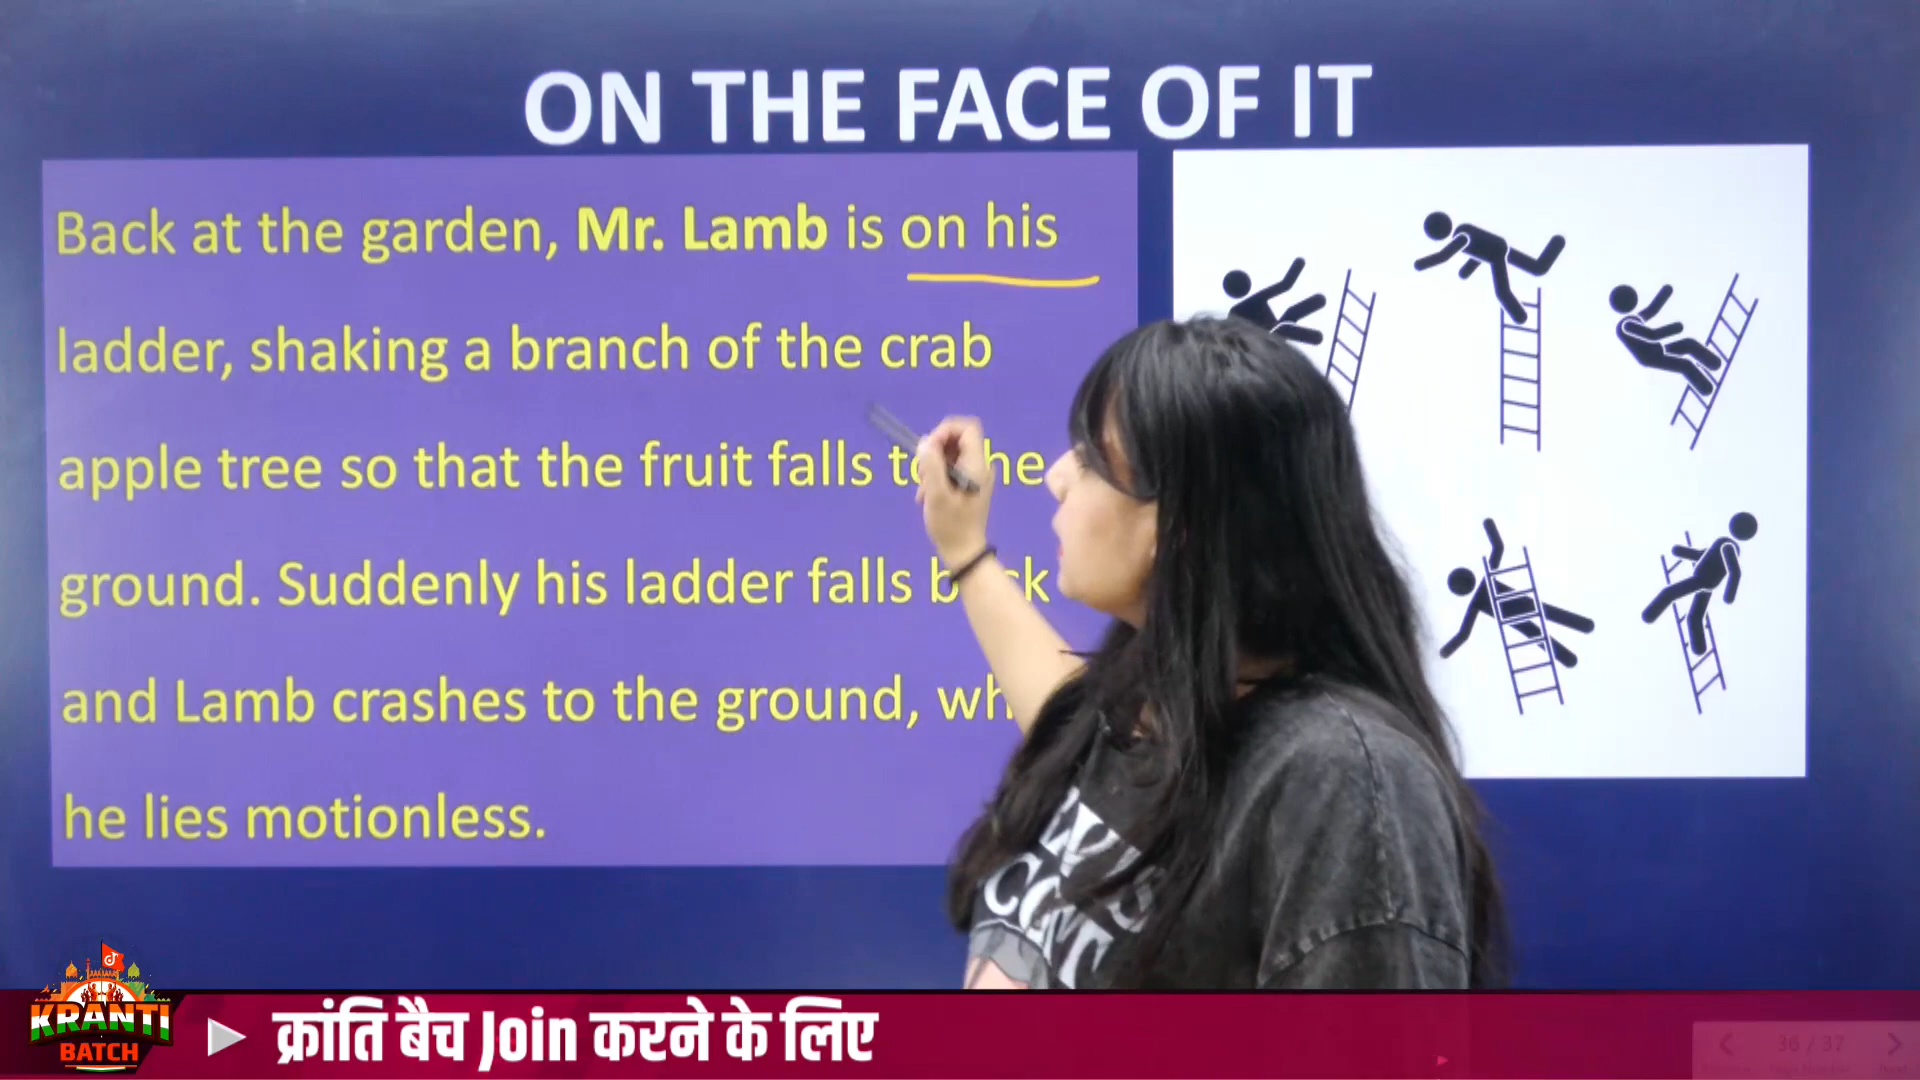 ON THE FACE OF IT
Back at the garden, Mr. Lamb is on his
ladder, shaking a branch of the crab
apple tree so that the fruit falls
ground. Suddenly his ladder falls
and Lamb crashes to the ground,
he lies motionless.
KRANTI
BATCH
क्रांति बैच Join करने के लिए
36 / 37